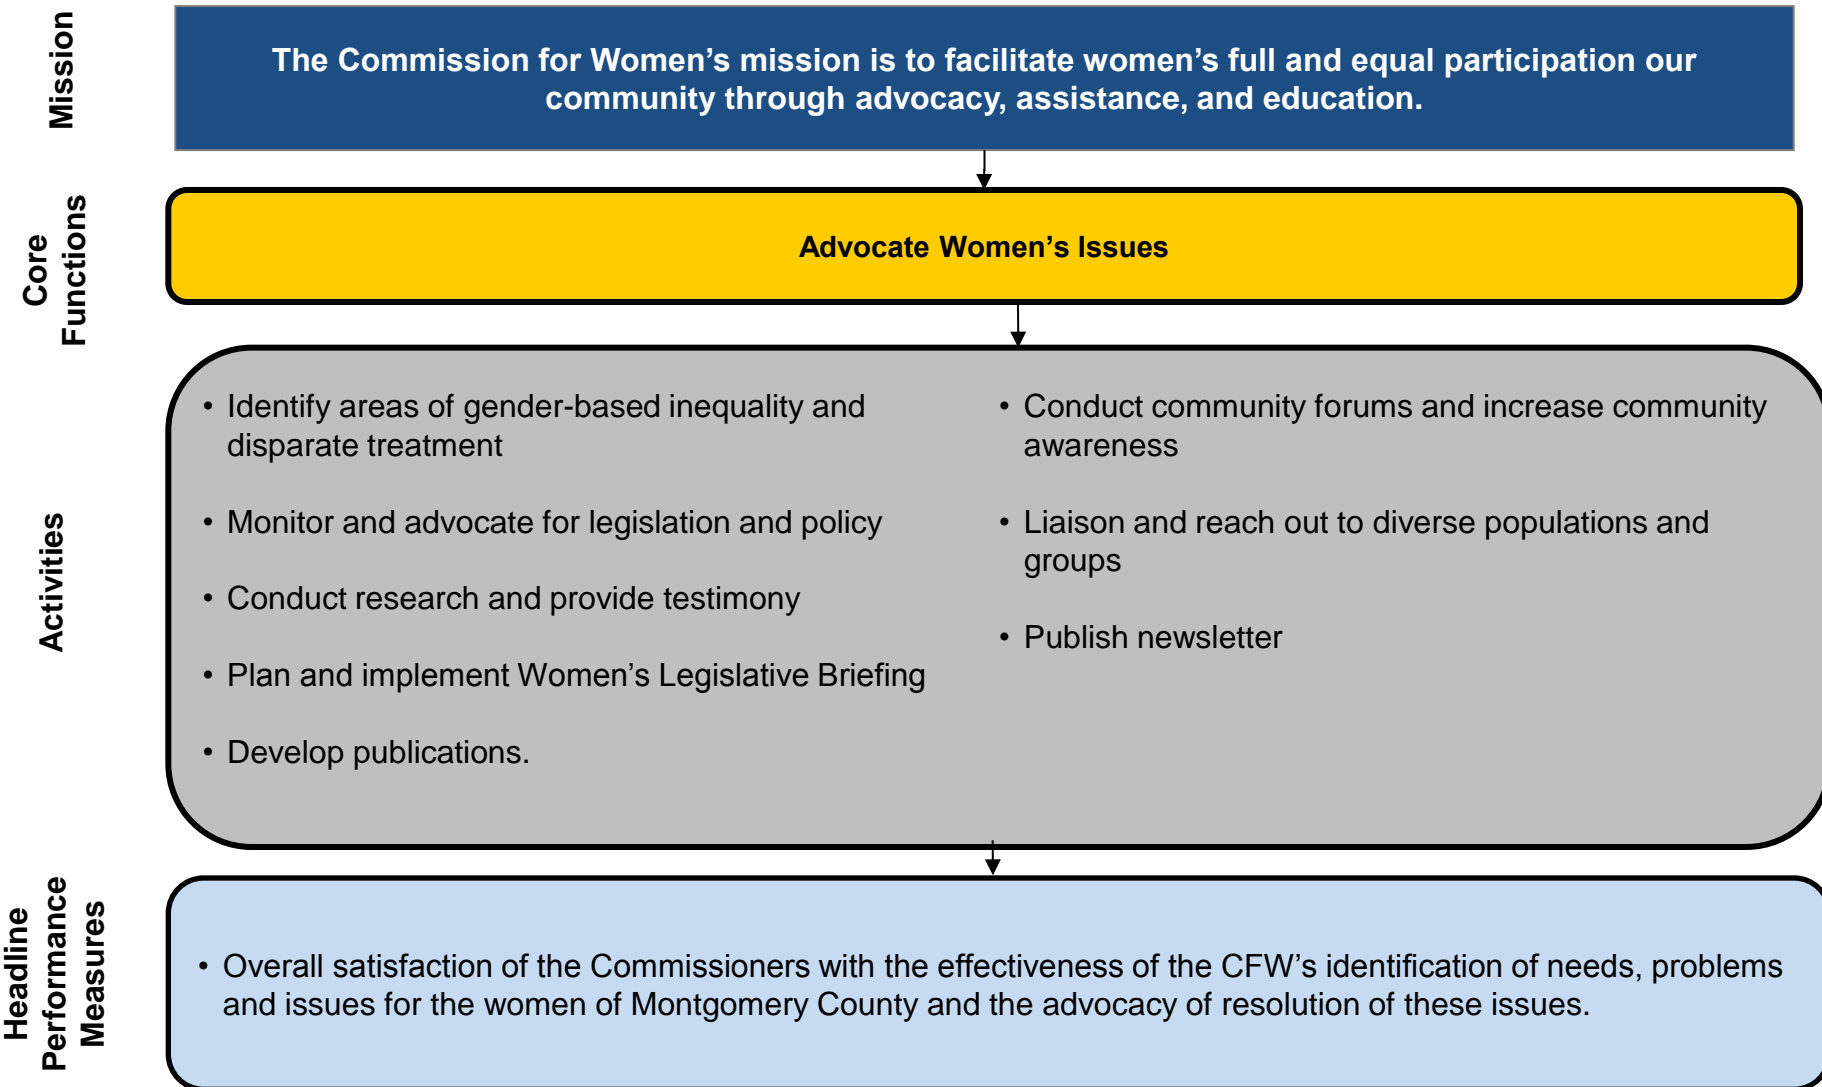 Mission
The Commission for Women’s mission is to facilitate women’s full and equal participation our
community through advocacy, assistance, and education.
Core
Functions
Advocate Women’s Issues
Activities
• Identify areas of gender-based inequality and
disparate treatment
• Monitor and advocate for legislation and policy
• Conduct research and provide testimony
• Plan and implement Women’s Legislative Briefing
• Develop publications.
• Conduct community forums and increase community
awareness
• Liaison and reach out to diverse populations and
groups
• Publish newsletter
Headline
Performance
Measures
• Overall satisfaction of the Commissioners with the effectiveness of the CFW’s identification of needs, problems
and issues for the women of Montgomery County and the advocacy of resolution of these issues.